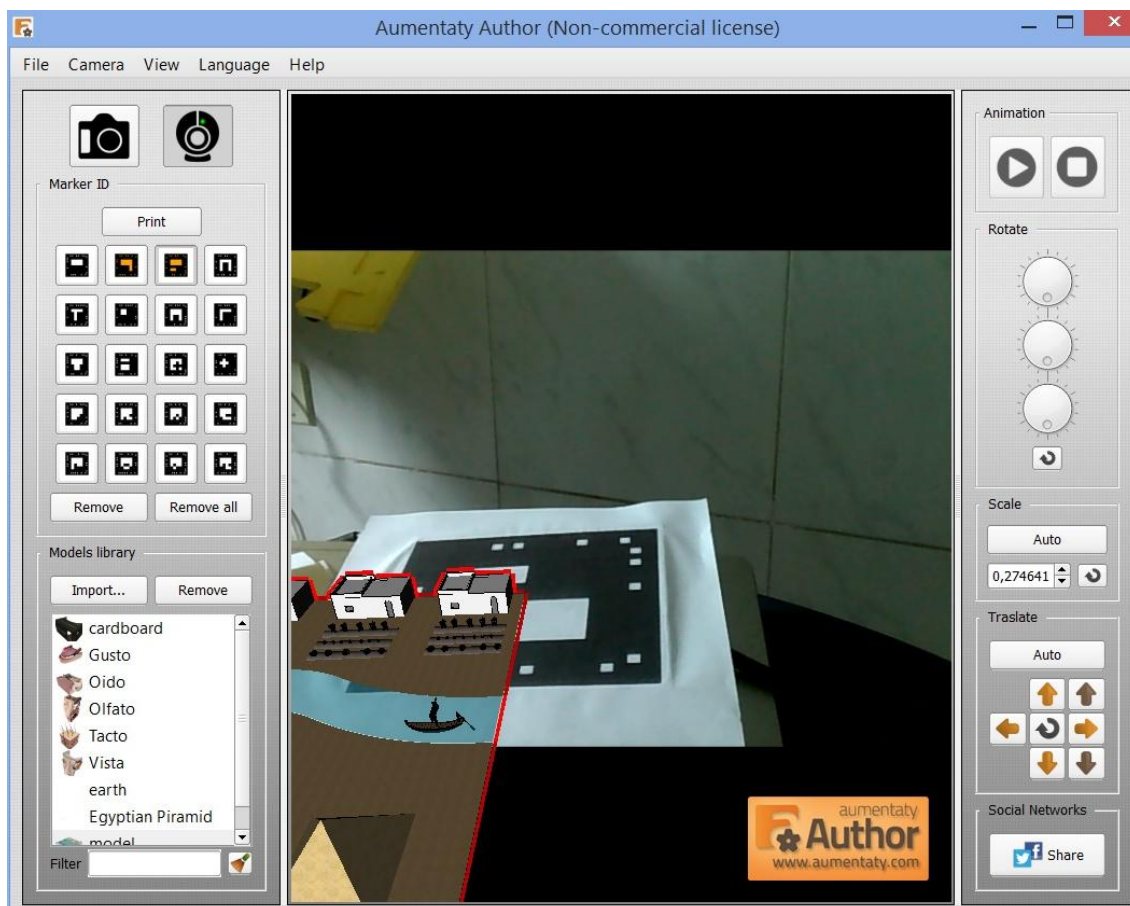 Aumentaty Author (Non-commercial license)
File Camera View Language Help
Marker ID
Print
Remove Remove all
Models library
Import... Remove
cardboard
Gusto
Oido
Olfato
Tacto
Vista
earth
Egyptian Piramid
model
Filter
aumentaty
Author
www.aumentaty.com
Animation
Rotate
Scale
Auto
0,274641
Traslate
Auto
Social Networks
Share